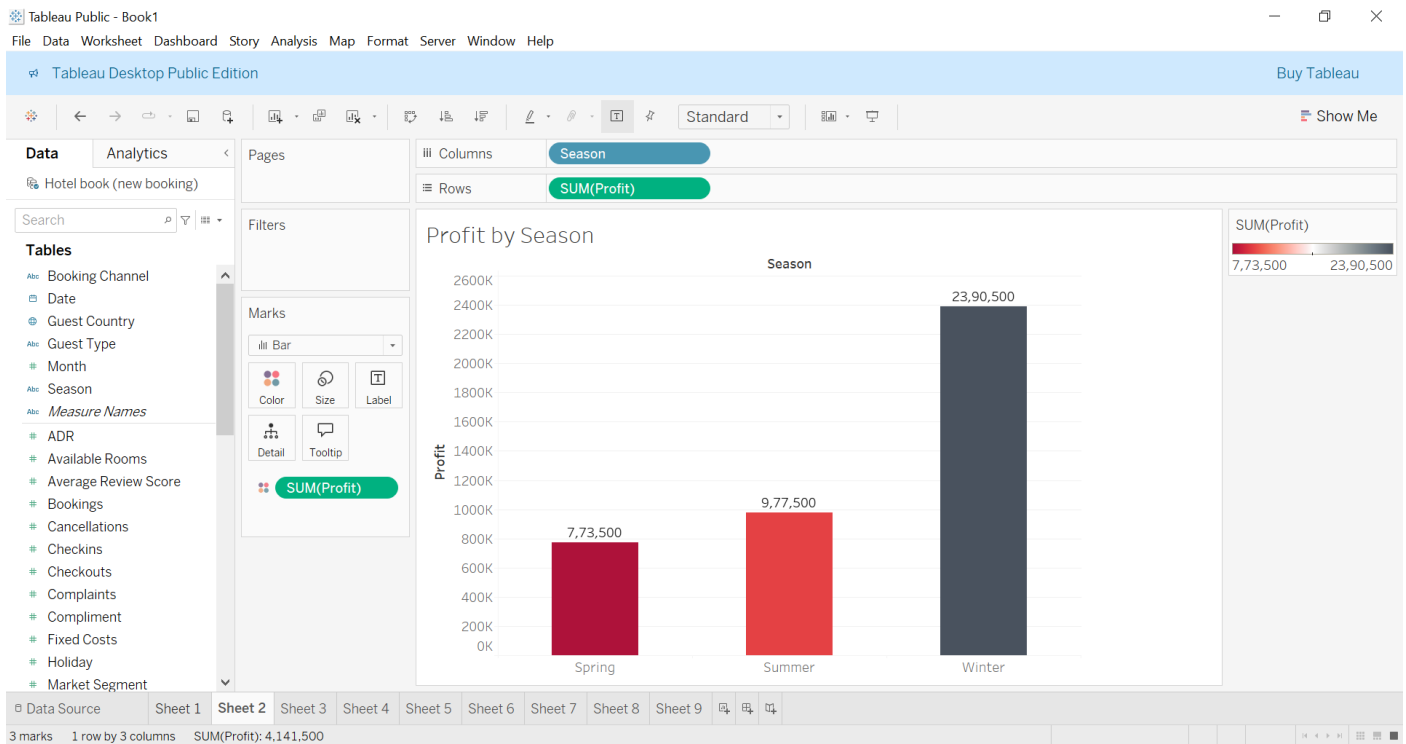 Tableau Public - Book1
File Data Worksheet Dashboard Story Analysis Map Format Server Window Help
Tableau Desktop Public Edition Buy Tableau
Standard Show Me
Data Analytics
Hotel book (new booking)
Search
Tables
Abc Booking Channel
Date
Guest Country
Abc Guest Type
# Month
Abc Season
Abc Measure Names
# ADR
# Available Rooms
# Average Review Score
# Bookings
# Cancellations
# Checkins
# Checkouts
# Complaints
# Compliment
# Fixed Costs
# Holiday
# Market Segment
Pages
Filters
Marks
Bar
Color Size Label
Detail Tooltip
SUM(Profit)
Columns Season
Rows SUM(Profit)
Profit by Season
Season
2600K
2400K
2200K
2000K
1800K
1600K
1400K
1200K
1000K
800K
600K
400K
200K
0K
Profit
7,73,500
9,77,500
23,90,500
Spring Summer Winter
SUM(Profit)
7,73,500 23,90,500
Data Source Sheet 1 Sheet 2 Sheet 3 Sheet 4 Sheet 5 Sheet 6 Sheet 7 Sheet 8 Sheet 9
3 marks 1 row by 3 columns SUM(Profit): 4,141,500